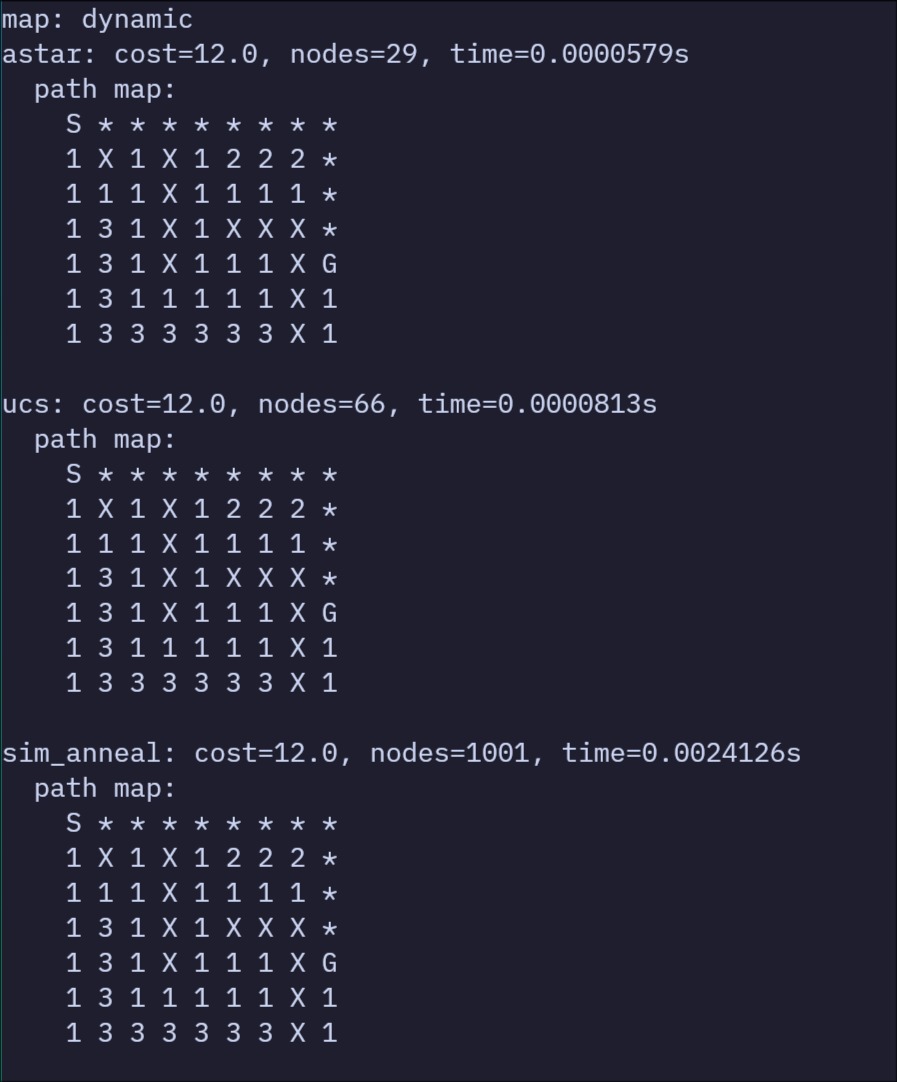 map: dynamic
astar: cost=12.0, nodes=29, time=0.0000579s
  path map:
    S * * * * * * * *
    1 X 1 X 1 2 2 2 *
    1 1 1 X 1 1 1 1 *
    1 3 1 X 1 X X X *
    1 3 1 X 1 1 1 X G
    1 3 1 1 1 1 1 X 1
    1 3 3 3 3 3 3 X 1

ucs: cost=12.0, nodes=66, time=0.0000813s
  path map:
    S * * * * * * * *
    1 X 1 X 1 2 2 2 *
    1 1 1 X 1 1 1 1 *
    1 3 1 X 1 X X X *
    1 3 1 X 1 1 1 X G
    1 3 1 1 1 1 1 X 1
    1 3 3 3 3 3 3 X 1

sim_anneal: cost=12.0, nodes=1001, time=0.0024126s
  path map:
    S * * * * * * * *
    1 X 1 X 1 2 2 2 *
    1 1 1 X 1 1 1 1 *
    1 3 1 X 1 X X X *
    1 3 1 X 1 1 1 X G
    1 3 1 1 1 1 1 X 1
    1 3 3 3 3 3 3 X 1